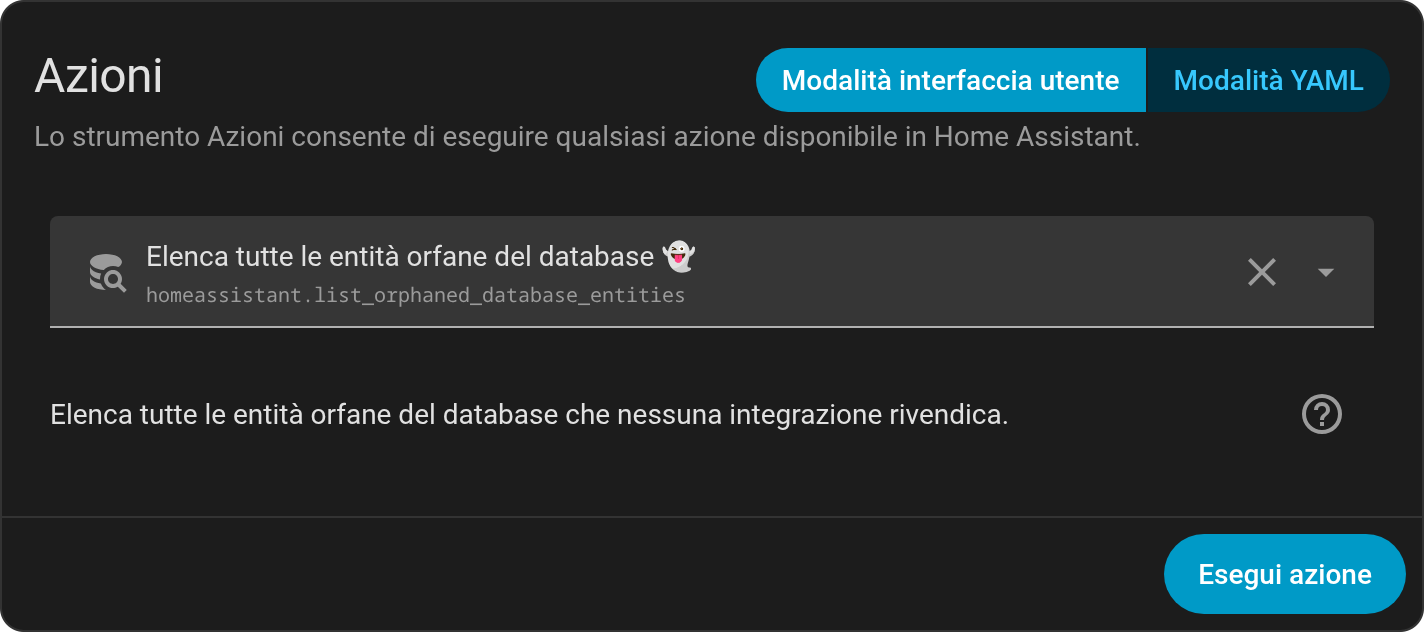 Azioni
Modalità interfaccia utente
Modalità YAML
Lo strumento Azioni consente di eseguire qualsiasi azione disponibile in Home Assistant.
Elenca tutte le entità orfane del database 👻
homeassistant.list_orphaned_database_entities
Elenca tutte le entità orfane del database che nessuna integrazione rivendica.
Esegui azione